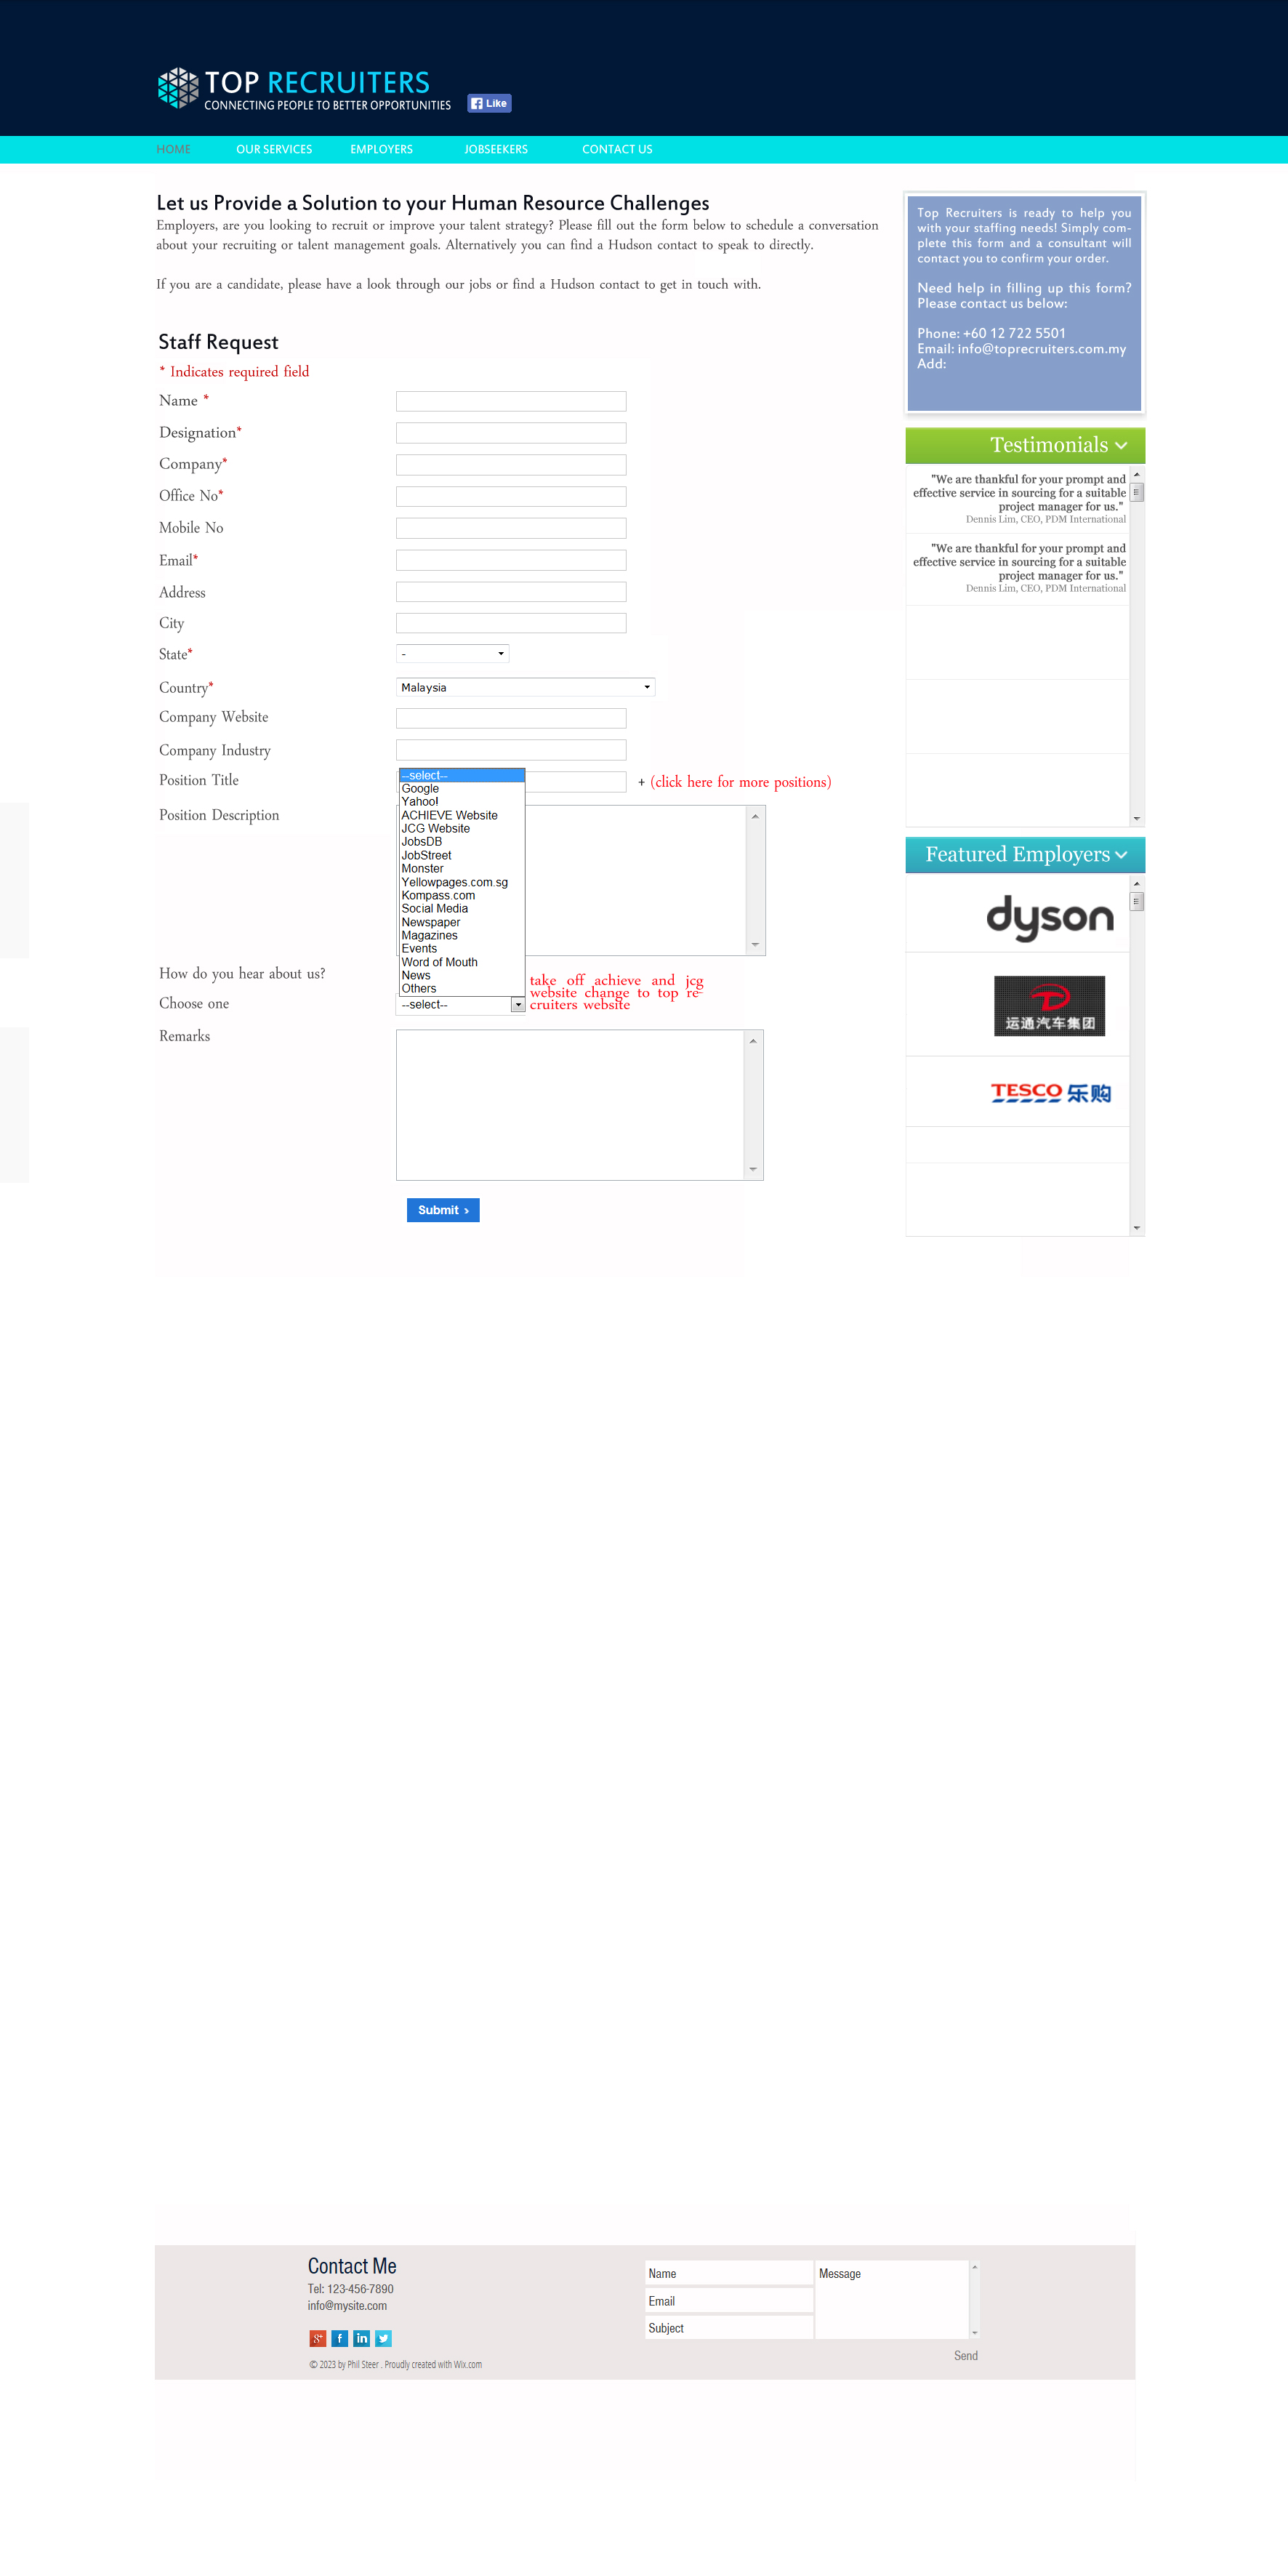 TOP RECRUITERS
CONNECTING PEOPLE TO BETTER OPPORTUNITIES
Like
HOME
OUR SERVICES
EMPLOYERS
JOBSEEKERS
CONTACT US
Let us Provide a Solution to your Human Resource Challenges
Employers, are you looking to recruit or improve your talent strategy? Please fill out the form below to schedule a conversation
about your recruiting or talent management goals. Alternatively you can find a Hudson contact to speak to directly.
If you are a candidate, please have a look through our jobs or find a Hudson contact to get in touch with.
Staff Request
* Indicates required field
Name *
Designation*
Company*
Office No*
Mobile No
Email*
Address
City
State*
-
Country*
Malaysia
Company Website
Company Industry
Position Title
+ (click here for more positions)
Position Description
--select--
Google
Yahoo!
ACHIEVE Website
JCG Website
JobsDB
JobStreet
Monster
Yellowpages.com.sg
Kompass.com
Social Media
Newspaper
Magazines
Events
Word of Mouth
News
Others
How do you hear about us?
Choose one
--select--
take off achieve and jcg
website change to top re-
cruiters website
Remarks
Submit ›
Top Recruiters is ready to help you
with your staffing needs! Simply com-
plete this form and a consultant will
contact you to confirm your order.
Need help in filling up this form?
Please contact us below:
Phone: +60 12 722 5501
Email: info@toprecruiters.com.my
Add:
Testimonials
"We are thankful for your prompt and
effective service in sourcing for a suitable
project manager for us."
Dennis Lim, CEO, PDM International
"We are thankful for your prompt and
effective service in sourcing for a suitable
project manager for us."
Dennis Lim, CEO, PDM International
Featured Employers
dyson
运通汽车集团
TESCO 乐购
Contact Me
Tel: 123-456-7890
info@mysite.com
g+ f in
© 2023 by Phil Steer . Proudly created with Wix.com
Name
Email
Subject
Message
Send